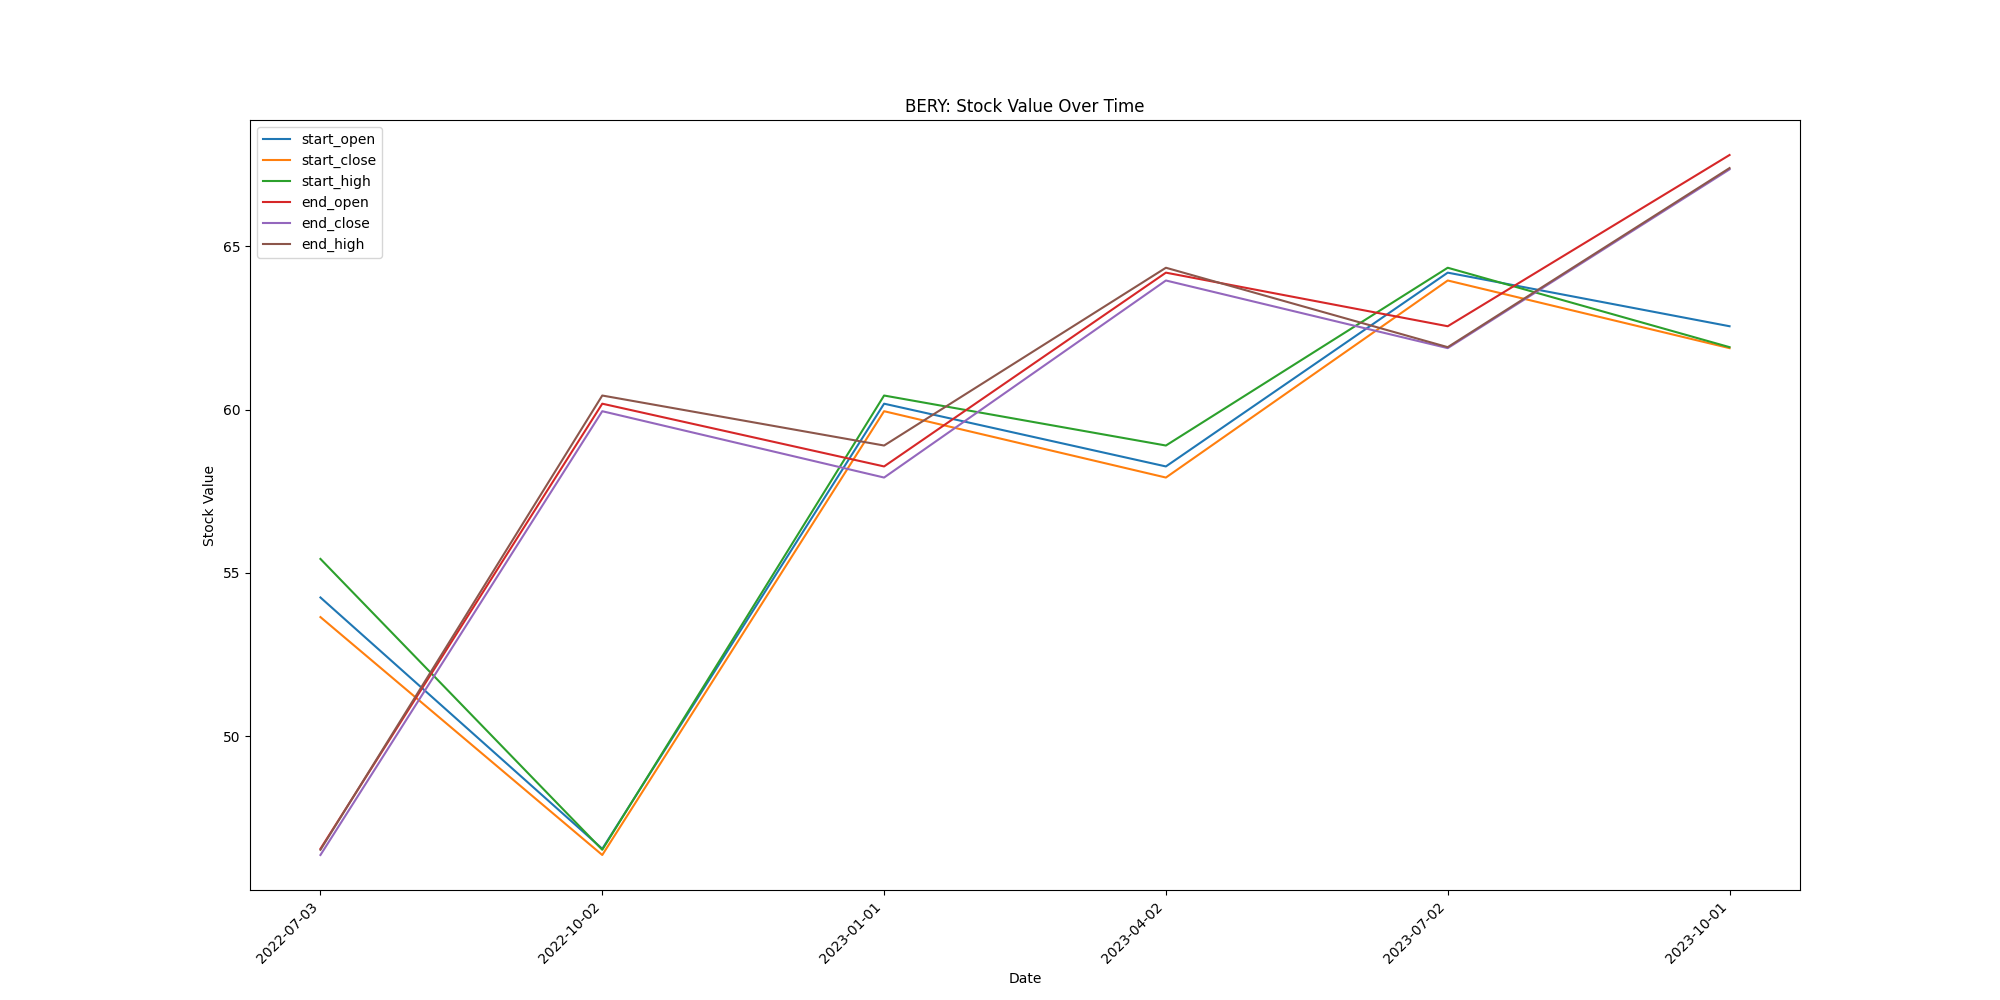 BERY: Stock Value Over Time
start_open
start_close
start_high
end_open
end_close
end_high
Stock Value
65
60
55
50
2022-07-03
2022-10-02
2023-01-01
2023-04-02
2023-07-02
2023-10-01
Date